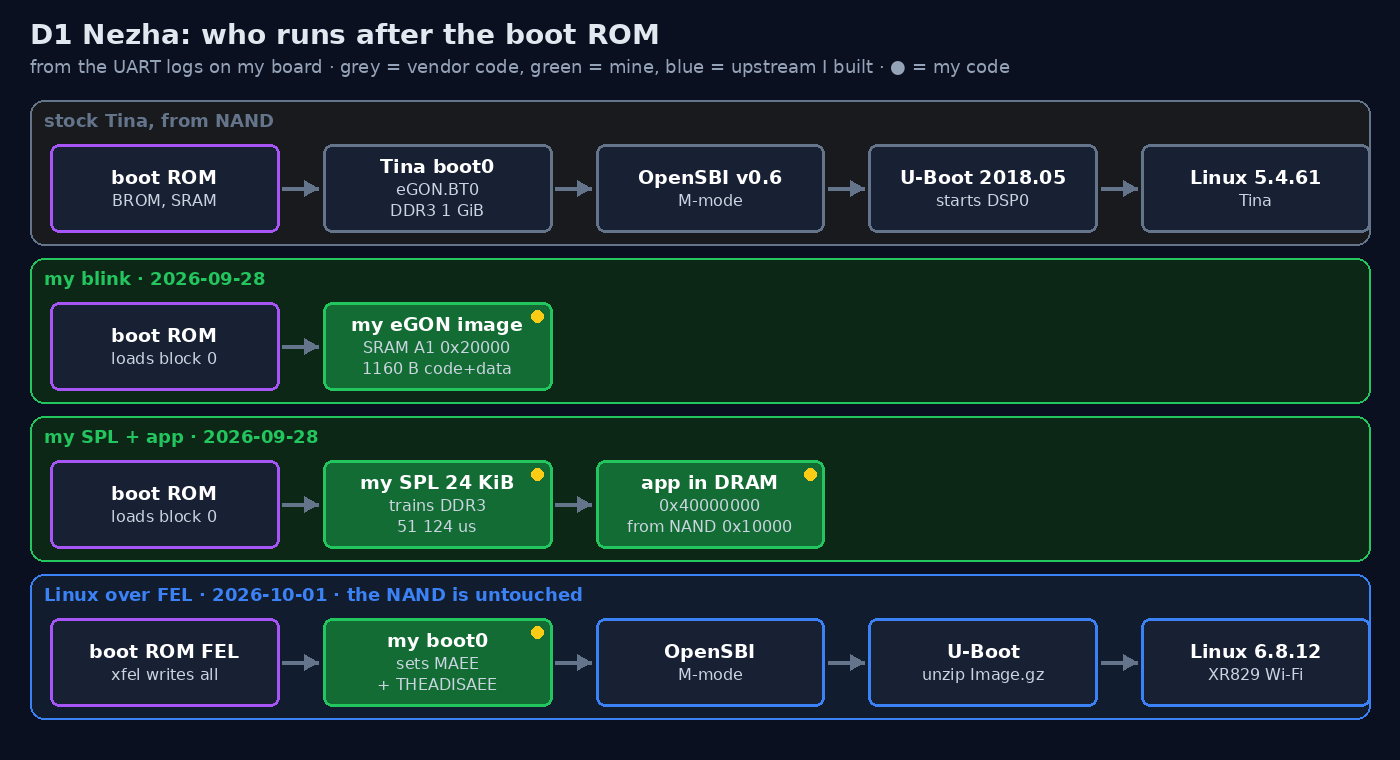 D1 Nezha: who runs after the boot ROM
from the UART logs on my board · grey = vendor code, green = mine, blue = upstream I built · ● = my code
stock Tina, from NAND
boot ROM
BROM, SRAM
Tina boot0
eGON.BT0
DDR3 1 GiB
OpenSBI v0.6
M-mode
U-Boot 2018.05
starts DSP0
Linux 5.4.61
Tina
my blink · 2026-09-28
boot ROM
loads block 0
my eGON image
SRAM A1 0x20000
1160 B code+data
my SPL + app · 2026-09-28
boot ROM
loads block 0
my SPL 24 KiB
trains DDR3
51 124 us
app in DRAM
0x40000000
from NAND 0x10000
Linux over FEL · 2026-10-01 · the NAND is untouched
boot ROM FEL
xfel writes all
my boot0
sets MAEE
+ THEADISAEE
OpenSBI
M-mode
U-Boot
unzip Image.gz
Linux 6.8.12
XR829 Wi-Fi